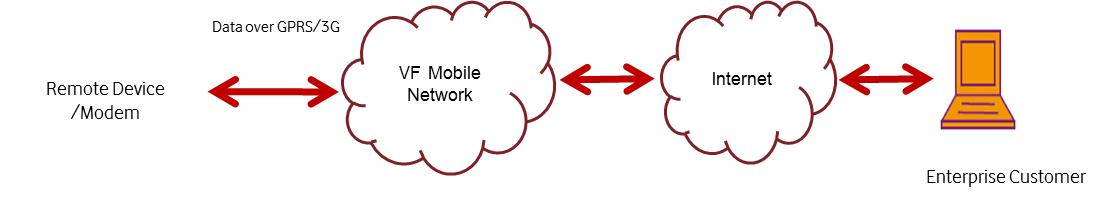 Data over GPRS/3G
Remote Device
/Modem
VF Mobile
Network
Internet
Enterprise Customer